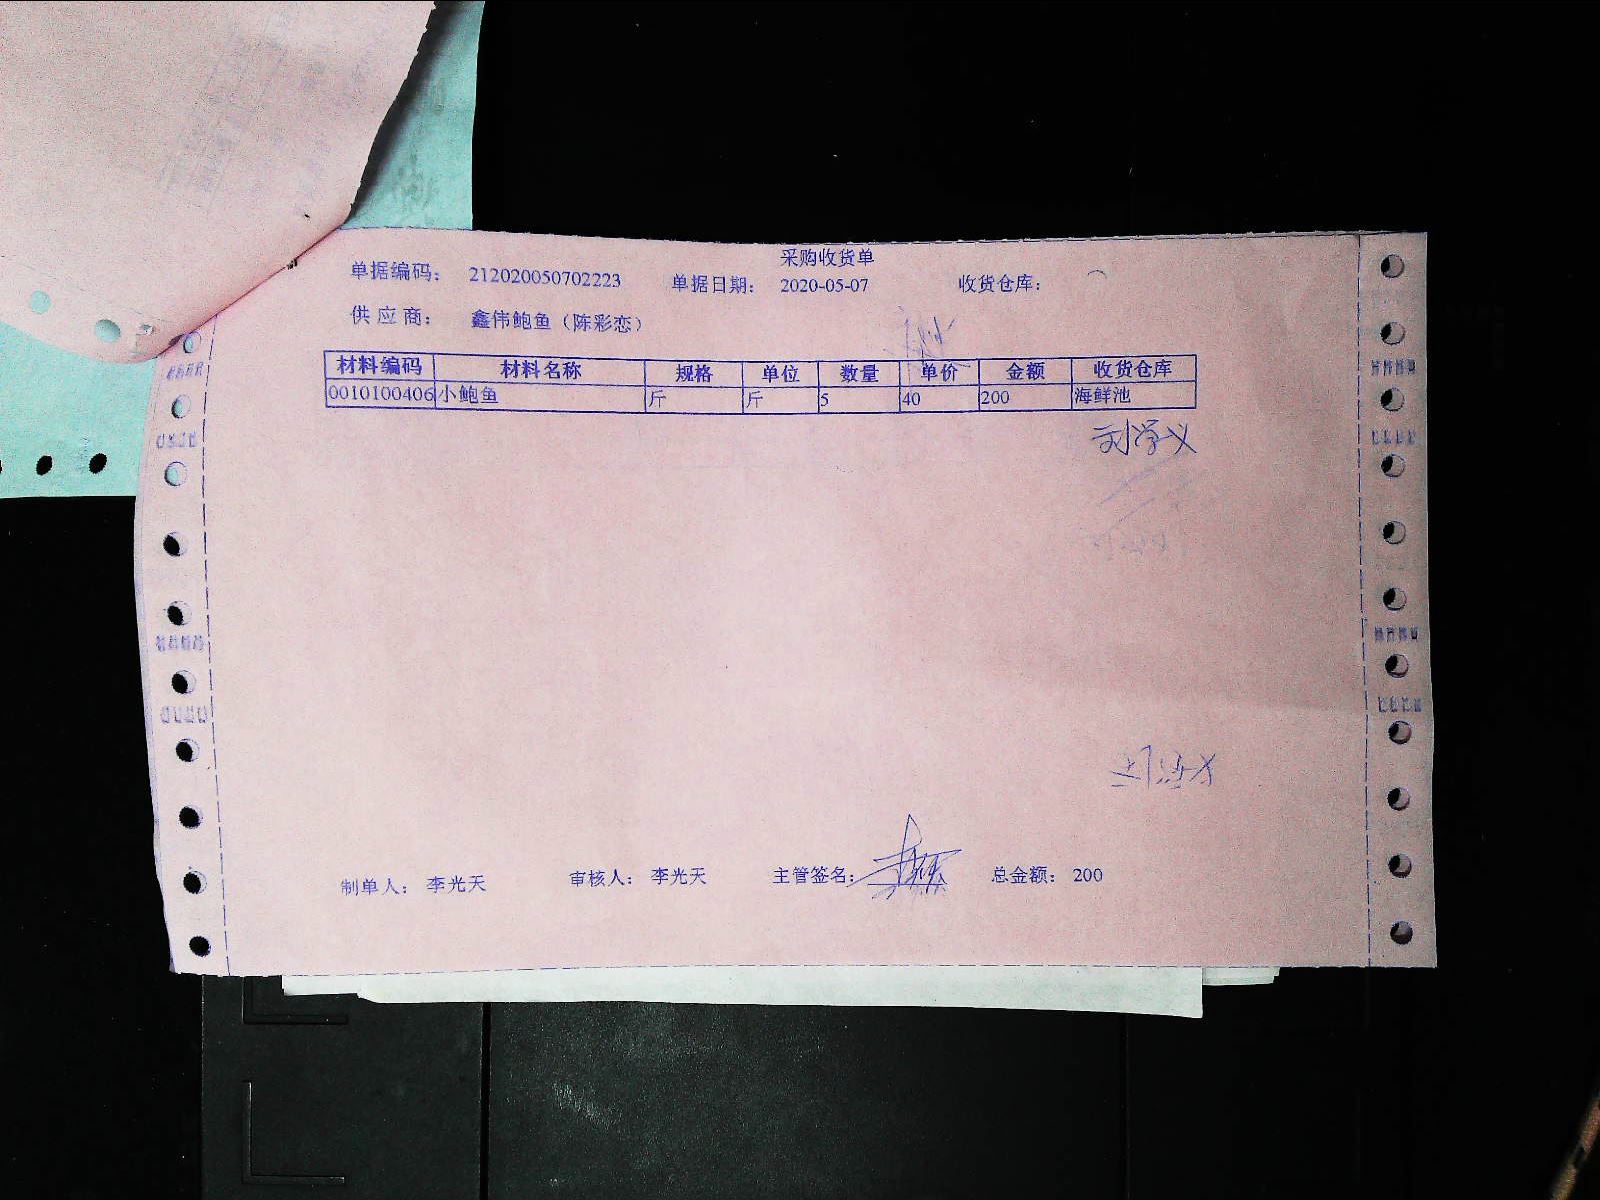 采购收货单
单据编码： 212020050702223 单据日期： 2020-05-07 收货仓库：
供应商： 鑫伟鲍鱼（陈彩恋）
材料编码 材料名称 规格 单位 数量 单价 金额 收货仓库
0010100406 小鲍鱼 斤 斤 5 40 200 海鲜池
刘学义
制单人： 李光天 审核人： 李光天 主管签名： 总金额： 200